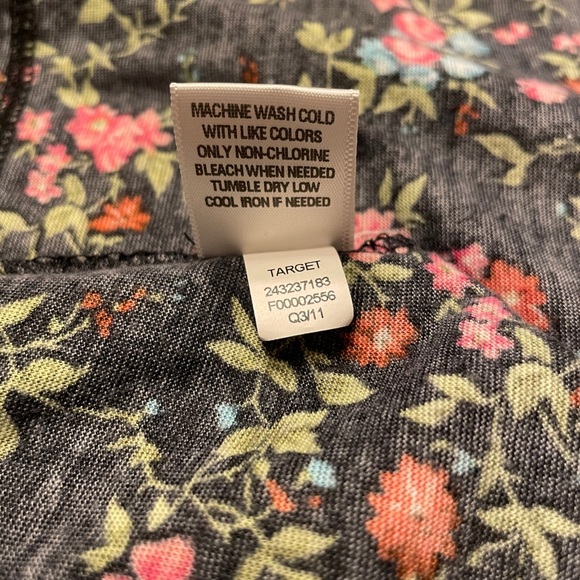 MACHINE WASH COLD
WITH LIKE COLORS
ONLY NON-CHLORINE
BLEACH WHEN NEEDED
TUMBLE DRY LOW
COOL IRON IF NEEDED
TARGET
243237183
F00002556
Q3/11